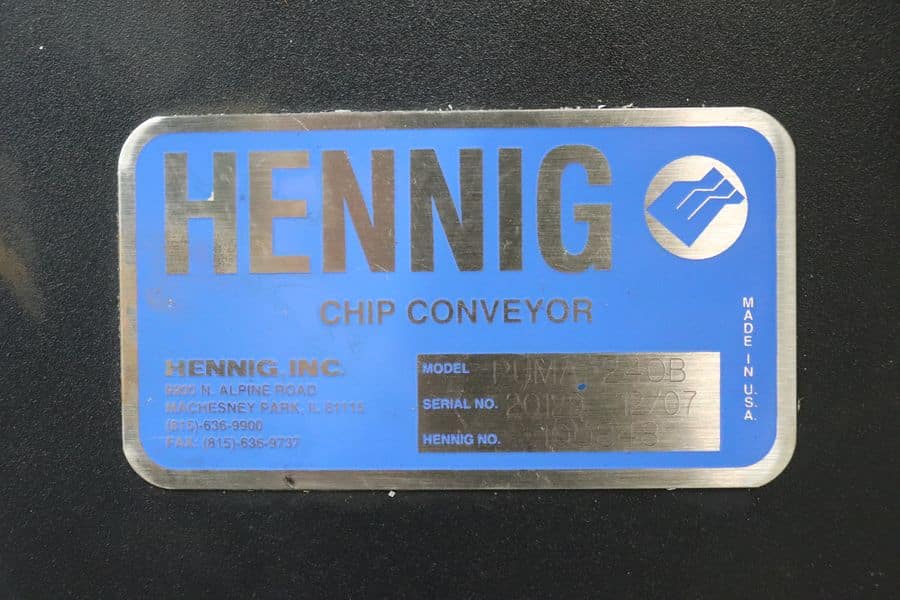 HENNIG
CHIP CONVEYOR
MADE IN U.S.A.
HENNIG, INC.
9900 N. ALPINE ROAD
MACHESNEY PARK, IL 61115
(815)-636-9900
FAX: (815)-636-9737
MODEL PUMA
SERIAL NO.
HENNIG NO.